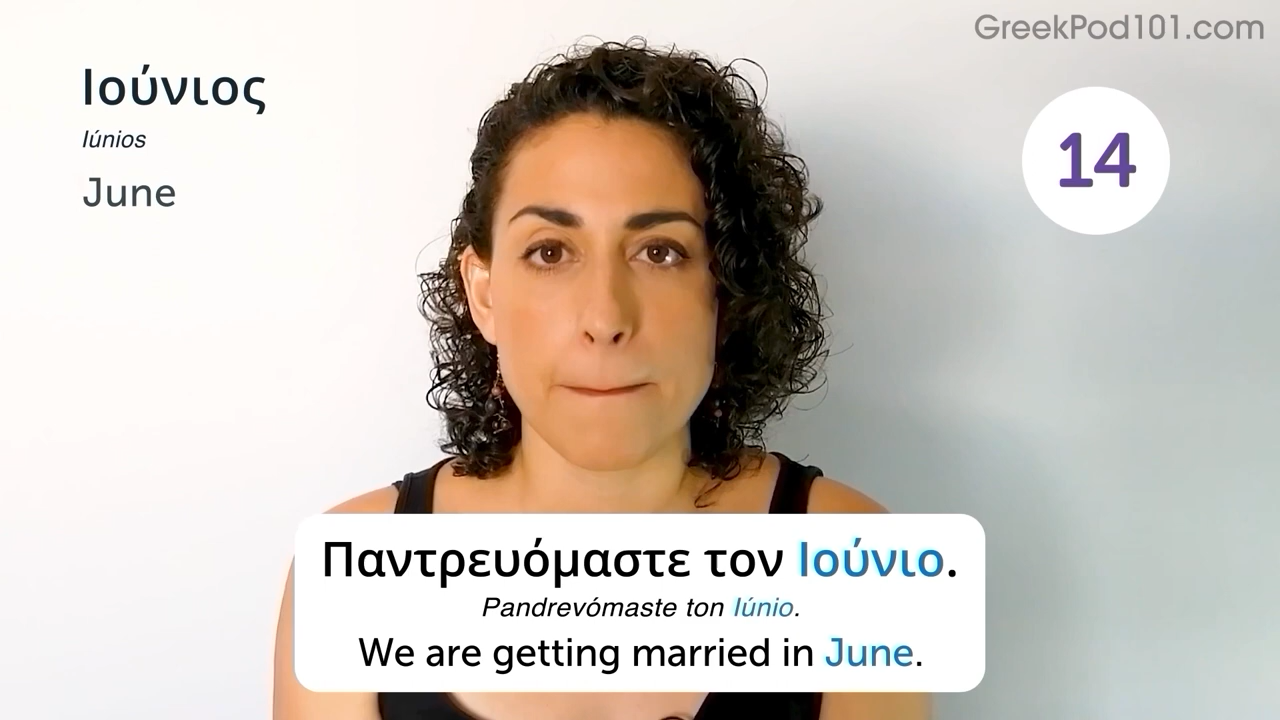 GreekPod101.com
Ιούνιος
Iúnios
June
14
Παντρευόμαστε τον Ιούνιο.
Pandrevómaste ton Iúnio.
We are getting married in June.